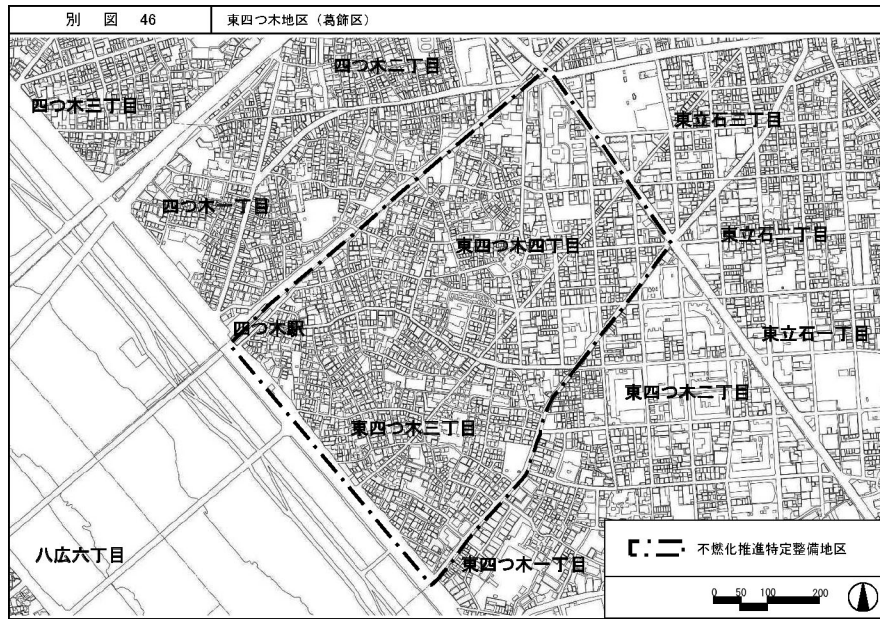 別 図 46
東四つ木地区（葛飾区）
四つ木二丁目
四つ木三丁目
東立石三丁目
四つ木一丁目
東四つ木四丁目
東立石二丁目
四つ木駅
東立石一丁目
東四つ木二丁目
東四つ木三丁目
八広六丁目
東四つ木一丁目
不燃化推進特定整備地区
0 50 100 200